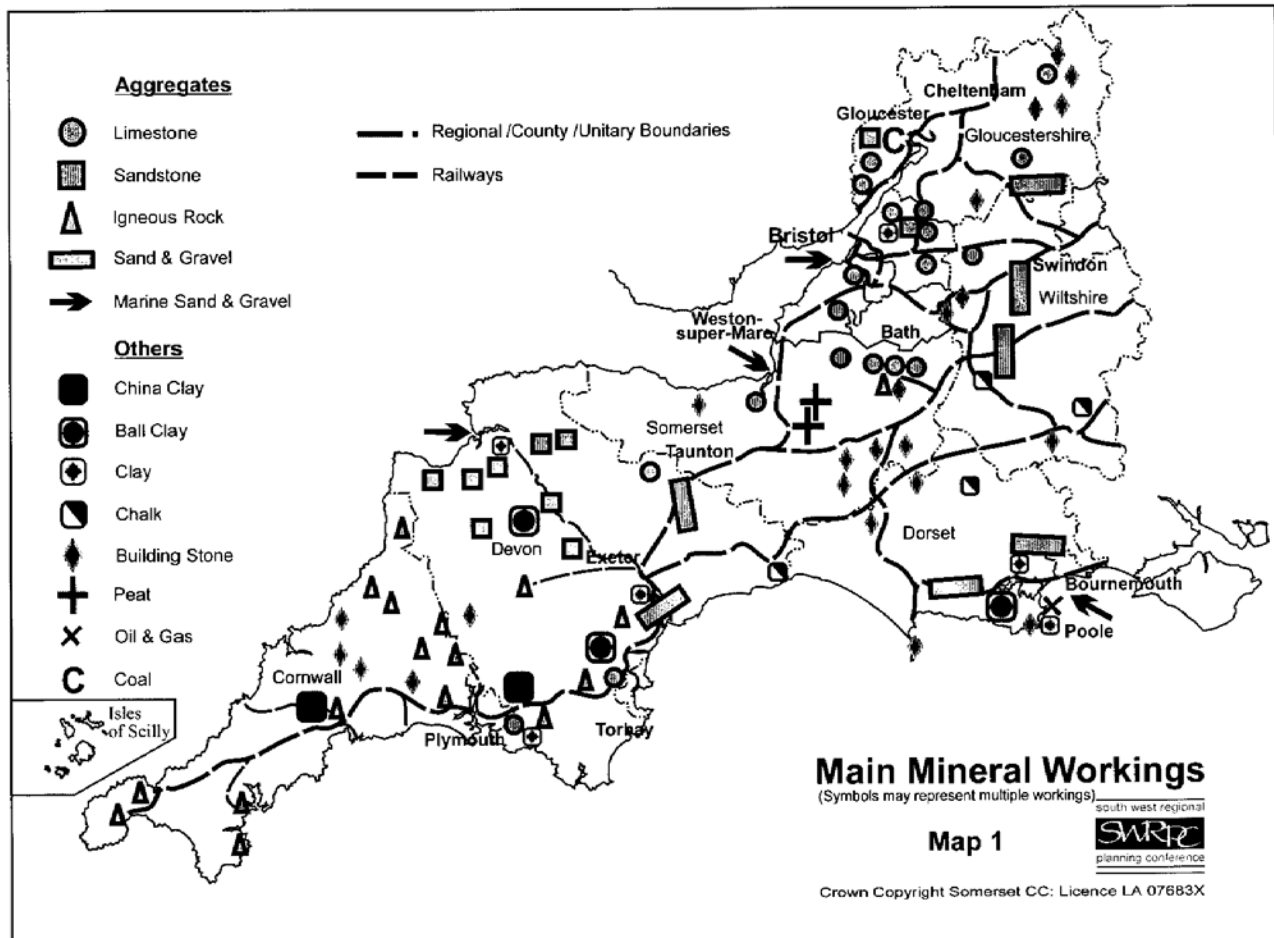 Aggregates
Limestone
Sandstone
Igneous Rock
Sand & Gravel
Marine Sand & Gravel
Others
China Clay
Ball Clay
Clay
Chalk
Building Stone
Peat
Oil & Gas
C Coal
Regional /County /Unitary Boundaries
Railways
Cheltenham
Gloucester
C
Gloucestershire
Bristol
Swindon
Wiltshire
Weston-
super-Mare
Bath
Somerset
Taunton
Devon
Exeter
Dorset
Bournemouth
Poole
Cornwall
Plymouth
Torbay
Isles
of Scilly
Main Mineral Workings
(Symbols may represent multiple workings)
Map 1
south west regional
SWRPC
planning conference
Crown Copyright Somerset CC: Licence LA 07683X